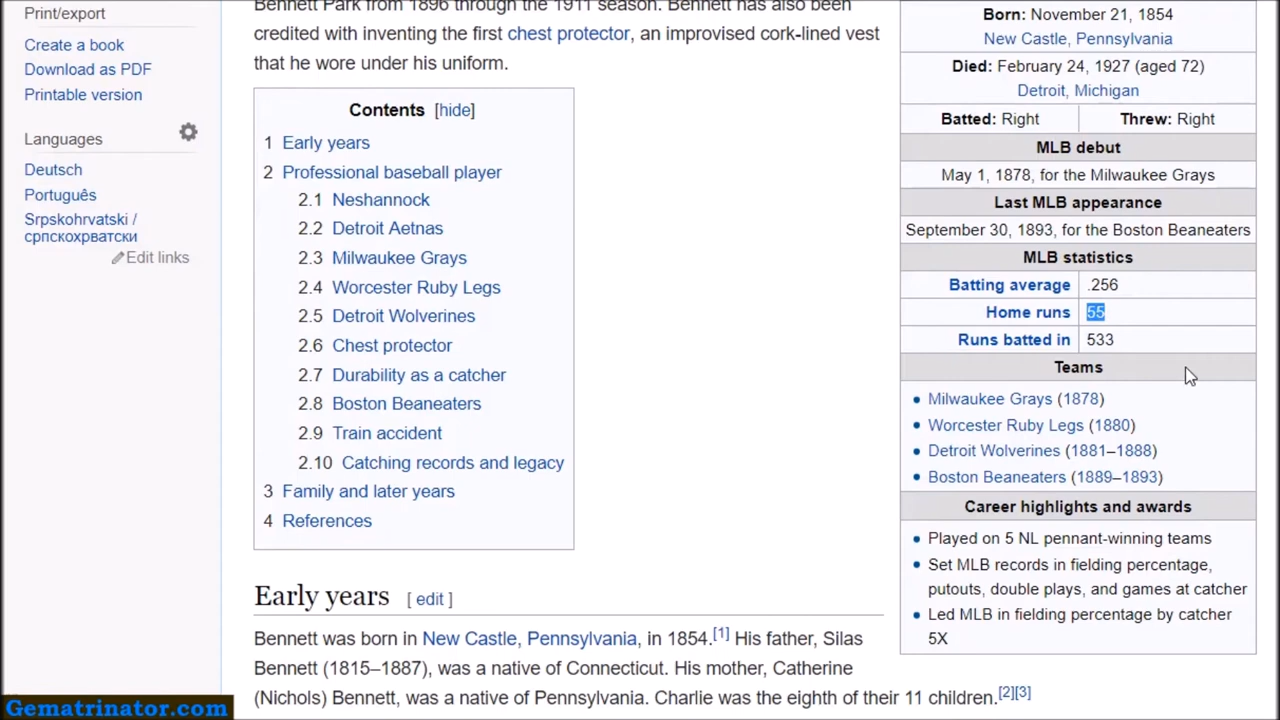 Print/export
Create a book
Download as PDF
Printable version
Languages
Deutsch
Português
Srpskohrvatski /
српскохрватски
Edit links
Bennett Park from 1896 through the 1911 season. Bennett has also been
credited with inventing the first chest protector, an improvised cork-lined vest
that he wore under his uniform.
Contents [hide]
1 Early years
2 Professional baseball player
2.1 Neshannock
2.2 Detroit Aetnas
2.3 Milwaukee Grays
2.4 Worcester Ruby Legs
2.5 Detroit Wolverines
2.6 Chest protector
2.7 Durability as a catcher
2.8 Boston Beaneaters
2.9 Train accident
2.10 Catching records and legacy
3 Family and later years
4 References
Early years [ edit ]
Bennett was born in New Castle, Pennsylvania, in 1854.[1] His father, Silas
Bennett (1815–1887), was a native of Connecticut. His mother, Catherine
(Nichols) Bennett, was a native of Pennsylvania. Charlie was the eighth of their 11 children.[2][3]
Born: November 21, 1854
New Castle, Pennsylvania
Died: February 24, 1927 (aged 72)
Detroit, Michigan
Batted: Right Threw: Right
MLB debut
May 1, 1878, for the Milwaukee Grays
Last MLB appearance
September 30, 1893, for the Boston Beaneaters
MLB statistics
Batting average .256
Home runs 55
Runs batted in 533
Teams
Milwaukee Grays (1878)
Worcester Ruby Legs (1880)
Detroit Wolverines (1881–1888)
Boston Beaneaters (1889–1893)
Career highlights and awards
Played on 5 NL pennant-winning teams
Set MLB records in fielding percentage,
putouts, double plays, and games at catcher
Led MLB in fielding percentage by catcher
5X
Gematrinator.com